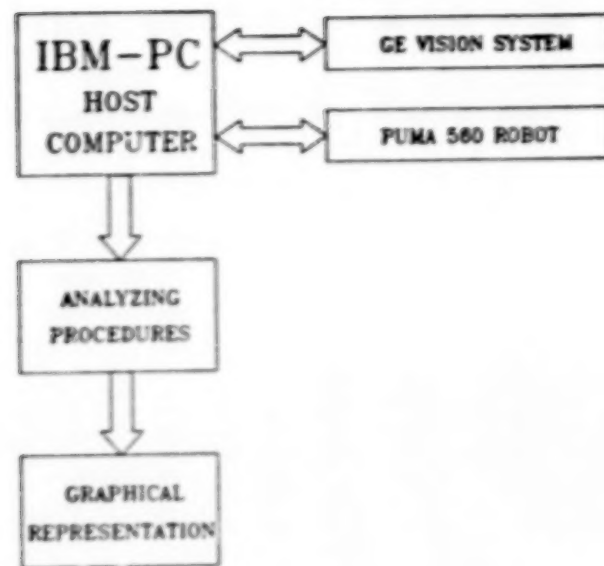 IBM-PC
HOST
COMPUTER
GE VISION SYSTEM
PUMA 560 ROBOT
ANALYZING
PROCEDURES
GRAPHICAL
REPRESENTATION